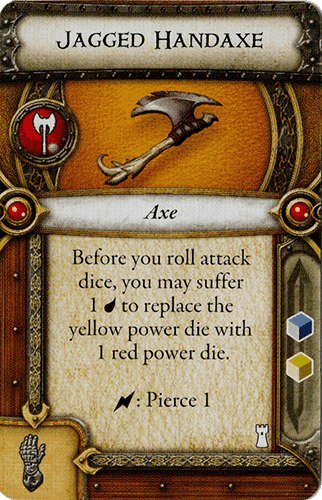 JAGGED HANDAXE
Axe
Before you roll attack
dice, you may suffer
1 to replace the
yellow power die with
1 red power die.
: Pierce 1